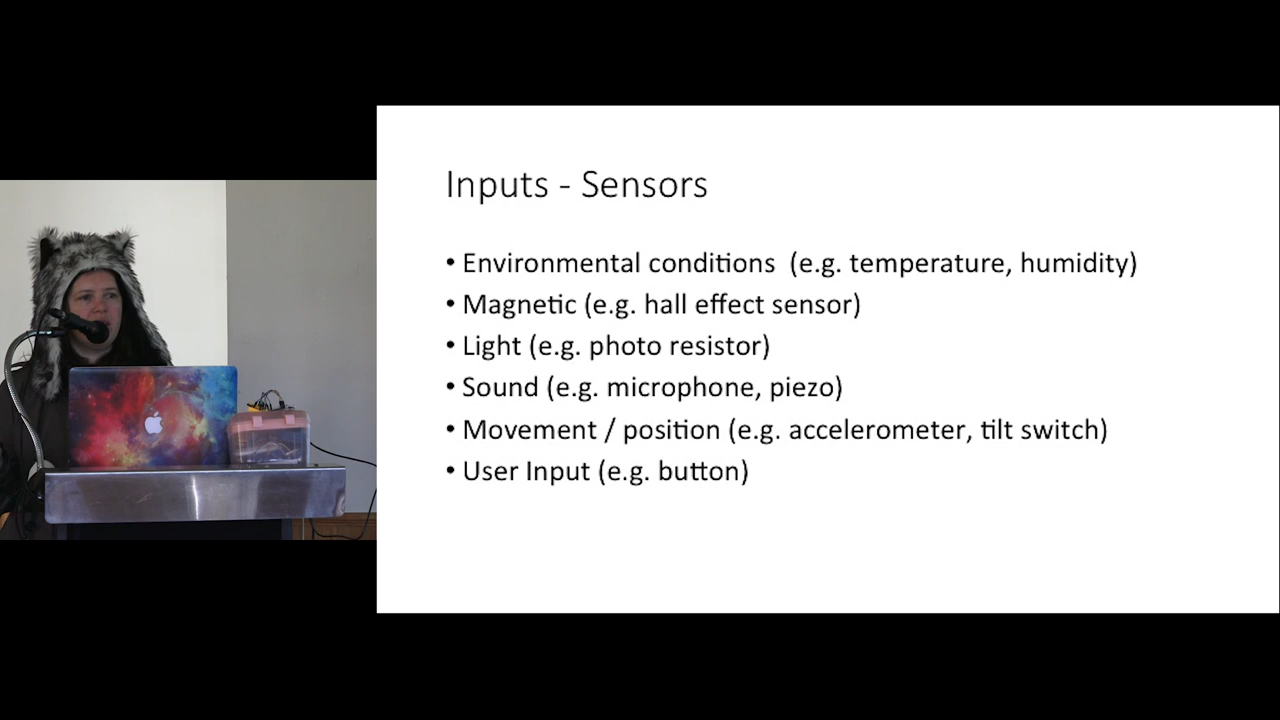 Inputs - Sensors
• Environmental conditions (e.g. temperature, humidity)
• Magnetic (e.g. hall effect sensor)
• Light (e.g. photo resistor)
• Sound (e.g. microphone, piezo)
• Movement / position (e.g. accelerometer, tilt switch)
• User Input (e.g. button)